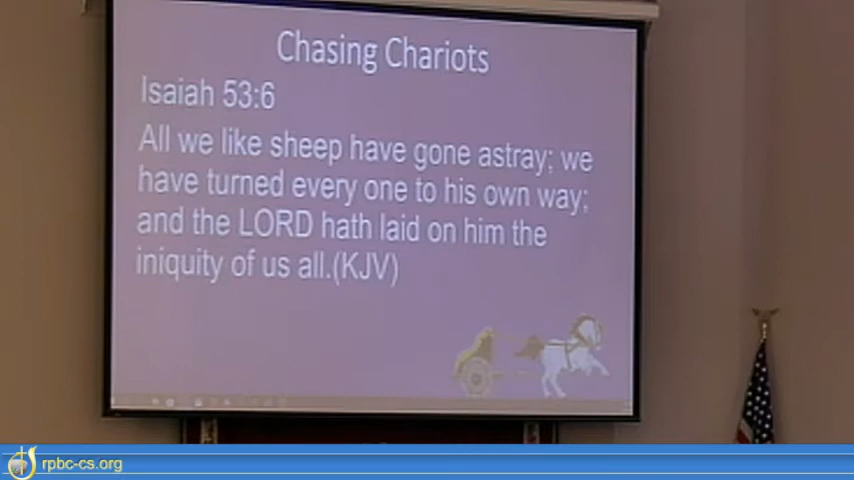 Chasing Chariots
Isaiah 53:6
All we like sheep have gone astray; we
have turned every one to his own way;
and the LORD hath laid on him the
iniquity of us all.(KJV)
rpbc-cs.org